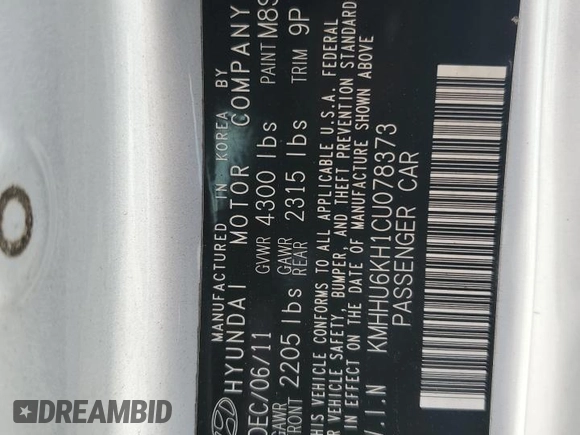 MANUFACTURED IN KOREA BY
HYUNDAI MOTOR COMPANY
DEC/06/11 GVWR 4300 lbs PAINT M8S
GAWR FRONT 2205 lbs GAWR REAR 2315 lbs TRIM 9P
THIS VEHICLE CONFORMS TO ALL APPLICABLE U.S.A. FEDERAL
VEHICLE SAFETY, BUMPER, AND THEFT PREVENTION STANDARD
IN EFFECT ON THE DATE OF MANUFACTURE SHOWN ABOVE
V.I.N KMHHU6KH1CU078373
PASSENGER CAR
DREAMBID